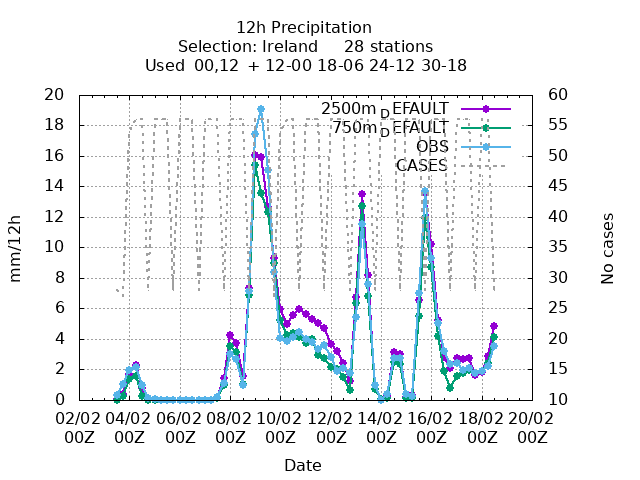 12h Precipitation
Selection: Ireland 28 stations
Used 00,12 + 12-00 18-06 24-12 30-18
20 60
2500m DEFAULT
18 55
750m DEFAULT
16 50
OBS
CASES
14 45
12 40
mm/12h
10 35
No cases
8 30
6 25
4 20
2 15
0 10
02/02 04/02 06/02 08/02 10/02 12/02 14/02 16/02 18/02 20/02
00Z 00Z 00Z 00Z 00Z 00Z 00Z 00Z 00Z 00Z
Date